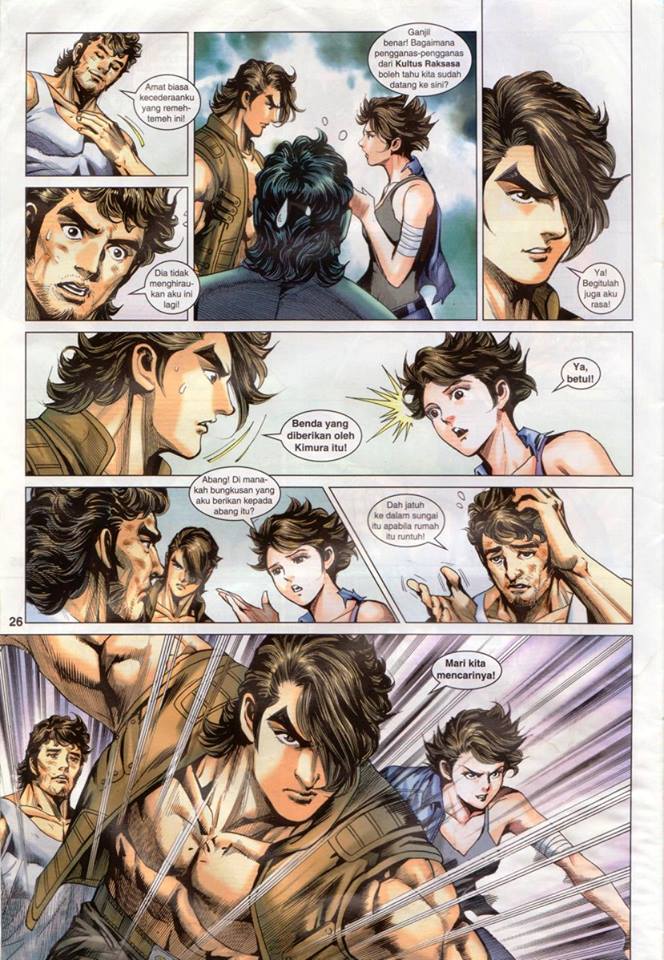 Amat biasa
kecederaanku
yang remeh-
temeh ini!
Ganjil
benar! Bagaimana
pengganas-pengganas
dari Kultus Raksasa
boleh tahu kita sudah
datang ke sini?
Dia tidak
menghirau-
kan aku ini
lagi!
Ya!
Begitulah
juga aku
rasa!
Benda yang
diberikan oleh
Kimura itu!
Ya,
betul!
Abang! Di mana-
kah bungkusan yang
aku berikan kepada
abang itu?
Dah jatuh
ke dalam sungai
itu apabila rumah
itu runtuh!
26
Mari kita
mencarinya!